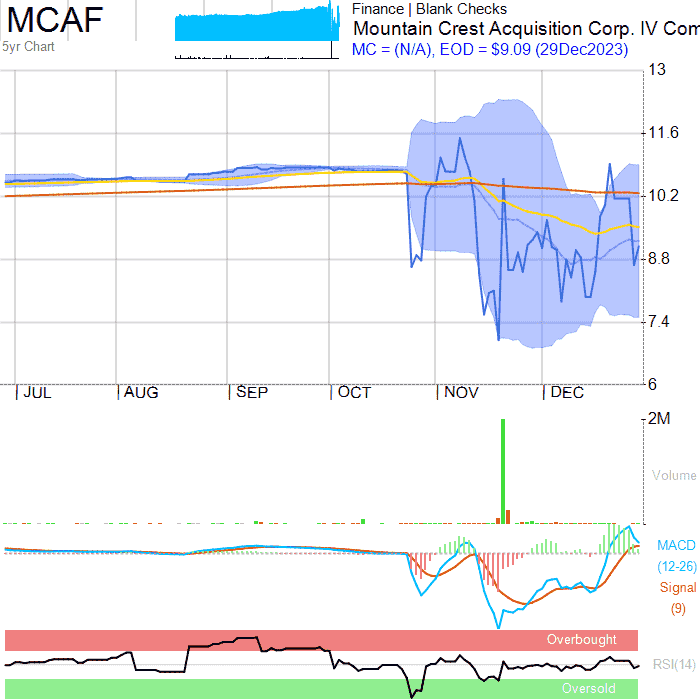 MCAF
5yr Chart
Finance | Blank Checks
Mountain Crest Acquisition Corp. IV Com
MC = (N/A), EOD = $9.09 (29Dec2023)
13
11.6
10.2
8.8
7.4
6
JUL
AUG
SEP
OCT
NOV
DEC
2M
Volume
MACD
(12-26)
Signal
(9)
Overbought
RSI(14)
Oversold